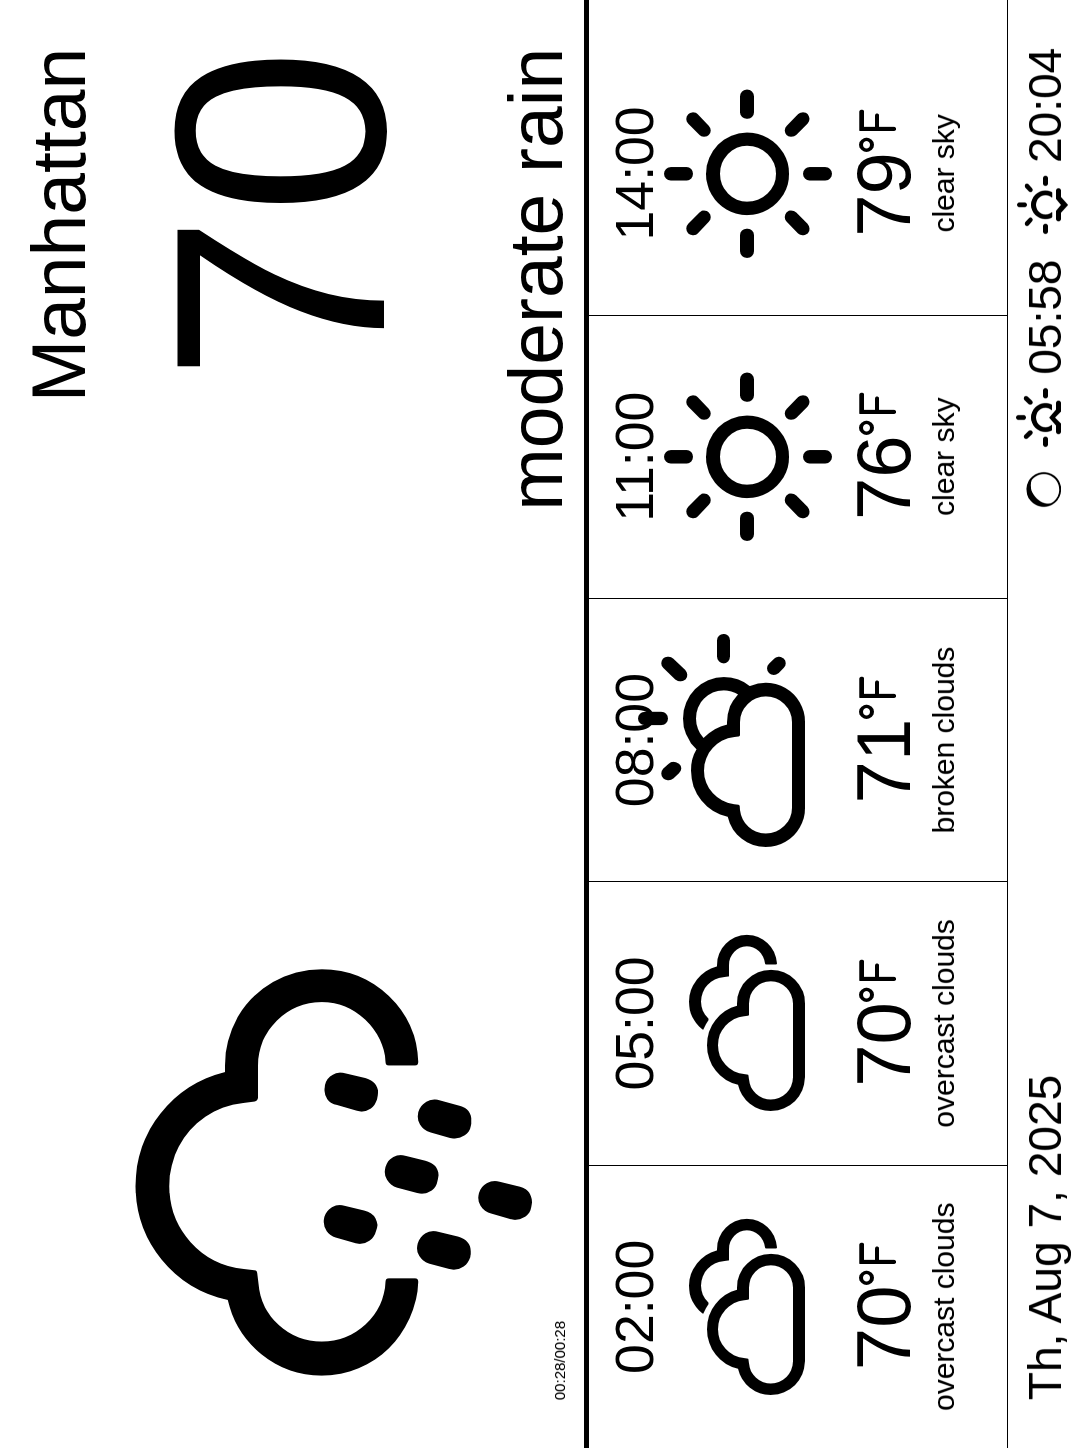 Manhattan
70
moderate rain
00:28/00:28
02:00
70°F
overcast clouds
05:00
70°F
overcast clouds
08:00
71°F
broken clouds
11:00
76°F
clear sky
14:00
79°F
clear sky
Th, Aug 7, 2025
05:58
20:04